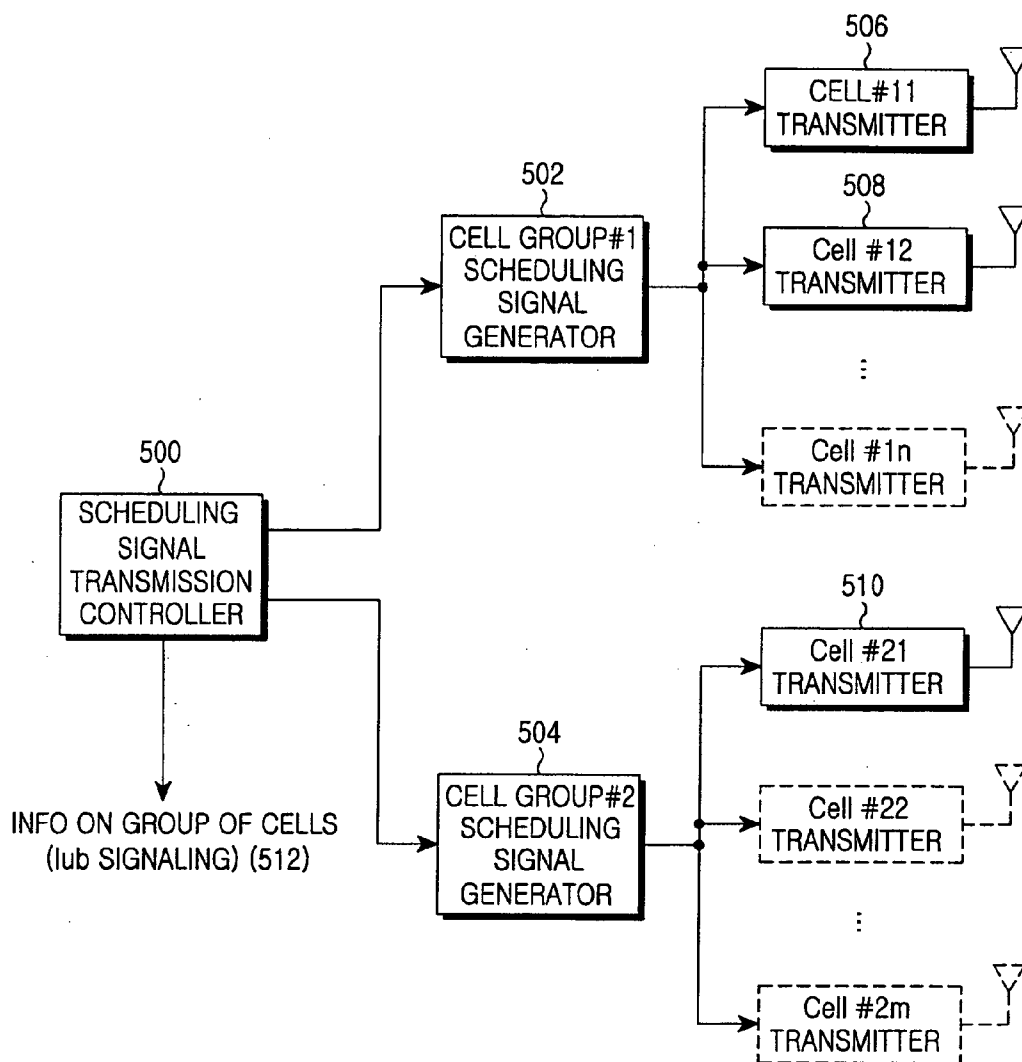 506
CELL#11
TRANSMITTER
502
CELL GROUP#1
SCHEDULING
SIGNAL
GENERATOR
508
Cell #12
TRANSMITTER
...
Cell #1n
TRANSMITTER
500
SCHEDULING
SIGNAL
TRANSMISSION
CONTROLLER
INFO ON GROUP OF CELLS
(lub SIGNALING) (512)
504
CELL GROUP#2
SCHEDULING
SIGNAL
GENERATOR
510
Cell #21
TRANSMITTER
Cell #22
TRANSMITTER
...
Cell #2m
TRANSMITTER